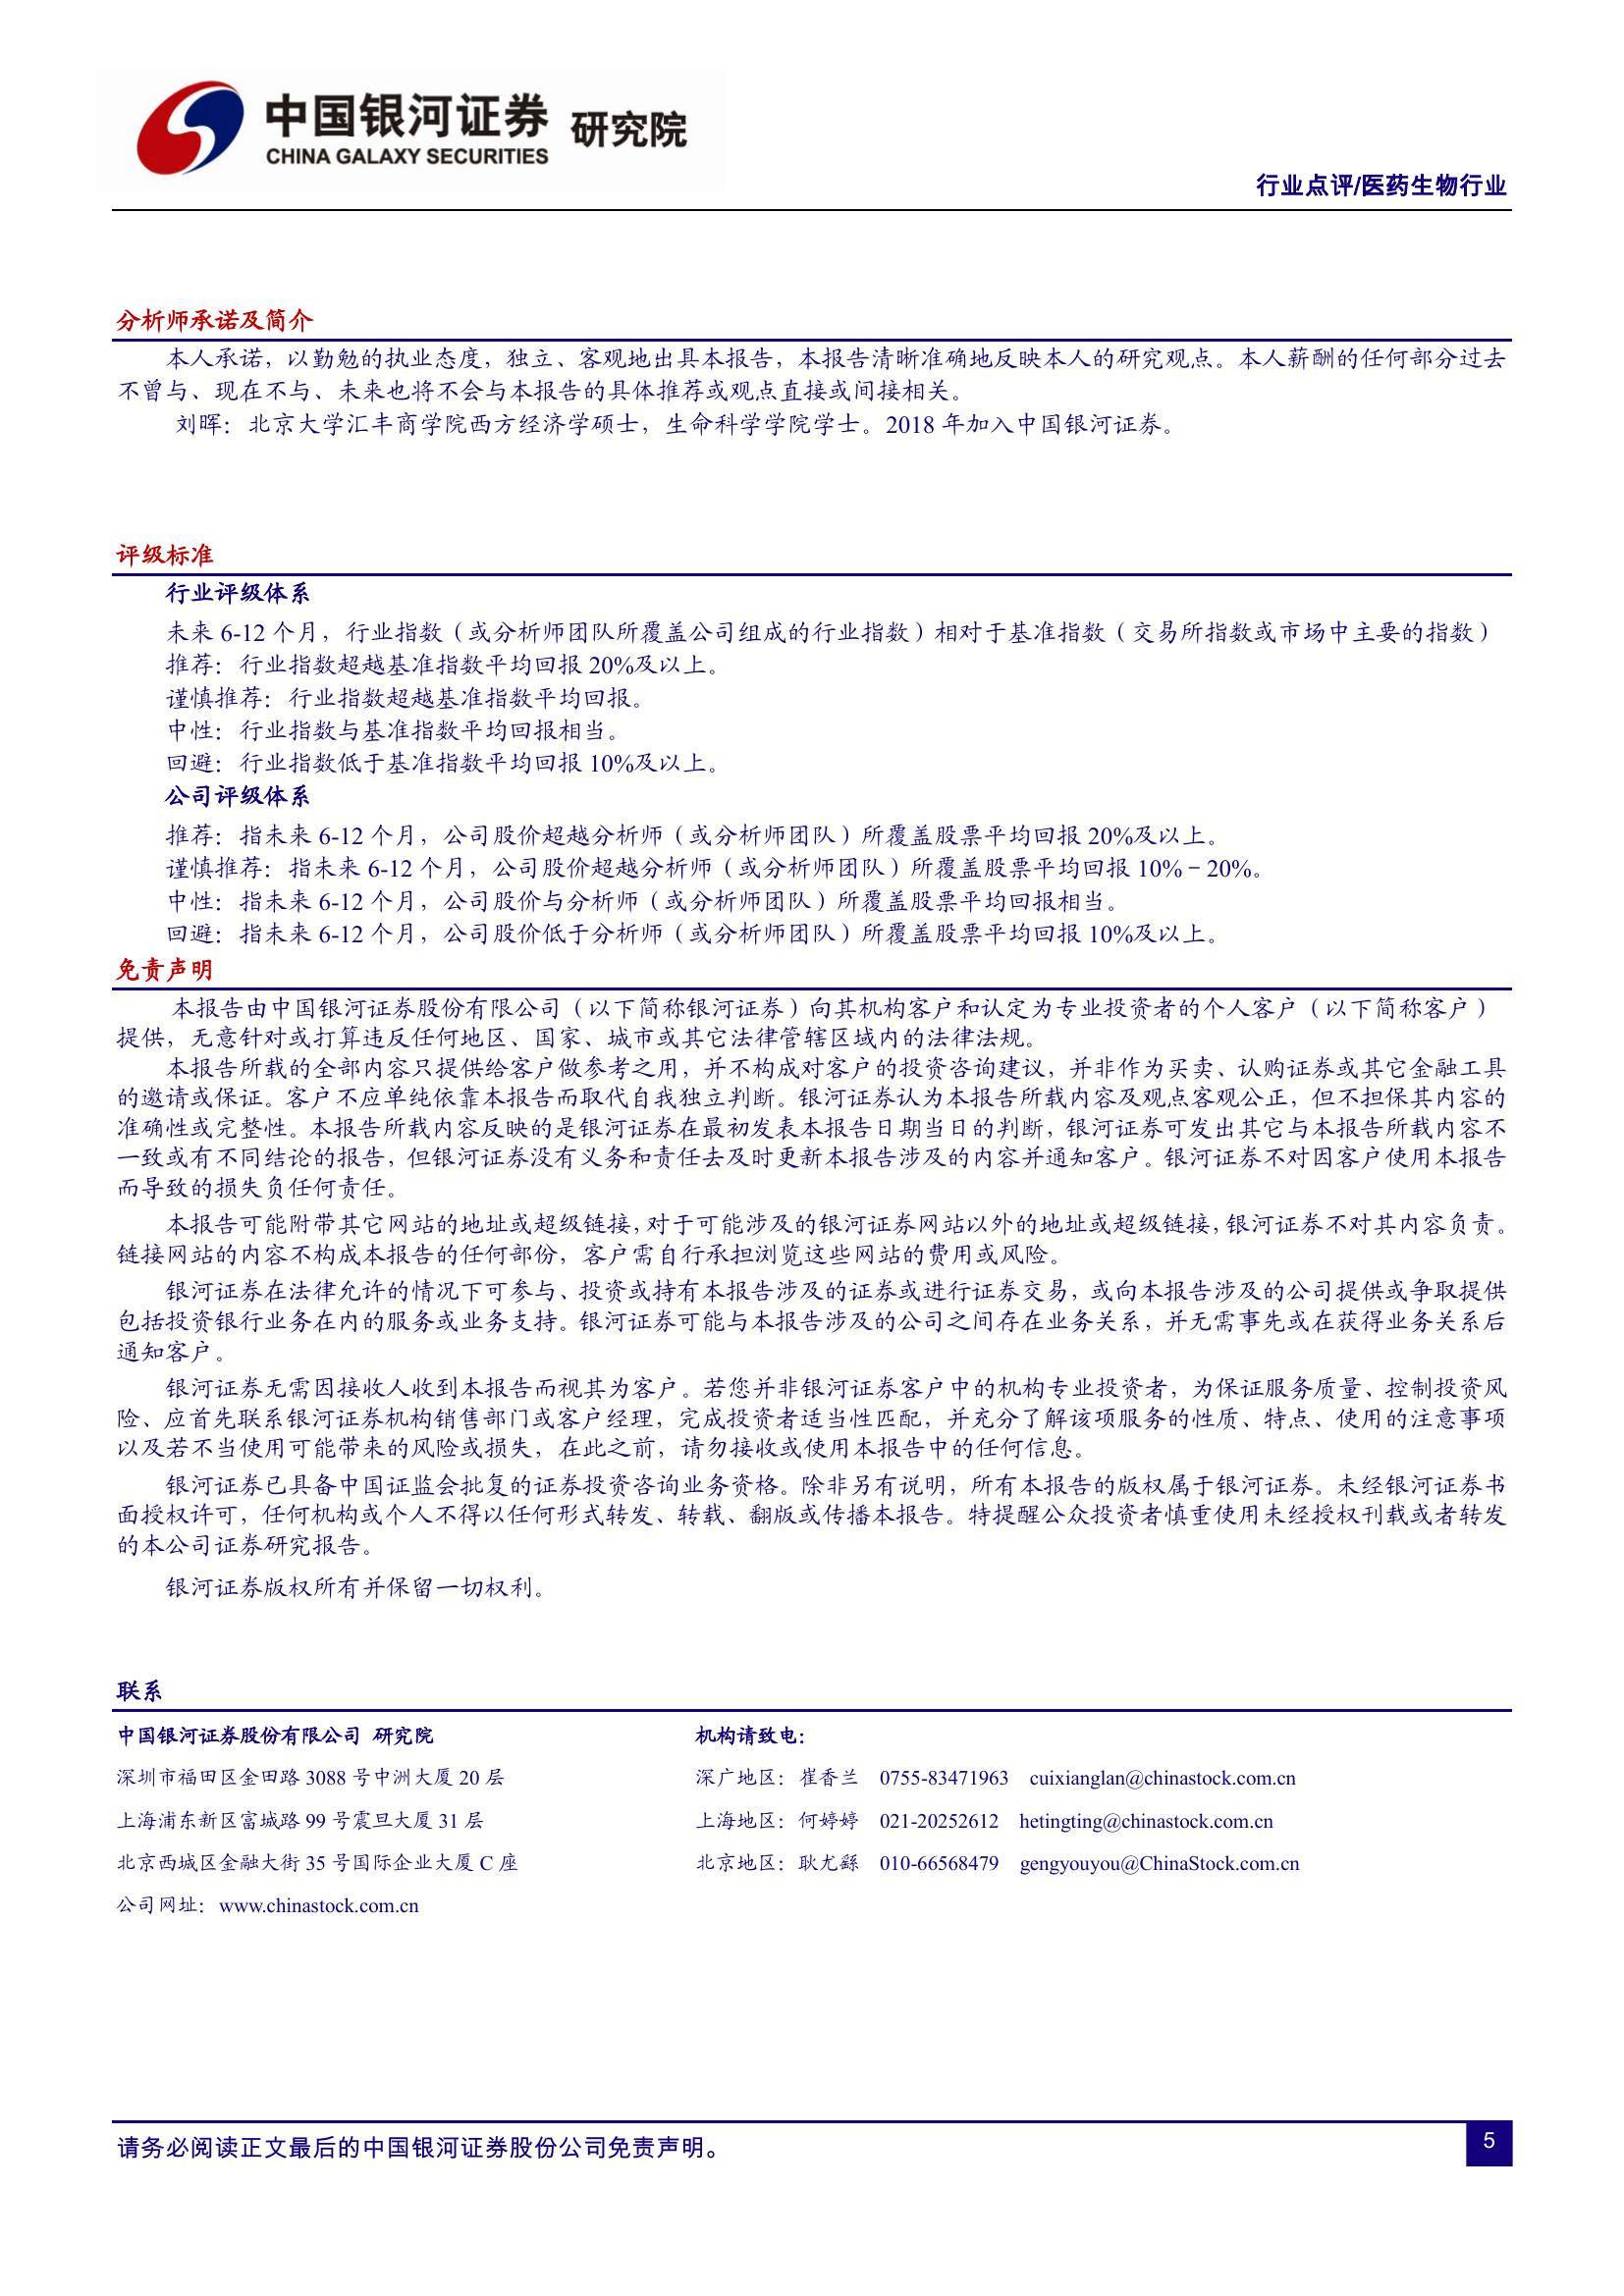 中国银河证券 研究院
CHINA GALAXY SECURITIES
行业点评/医药生物行业
分析师承诺及简介
本人承诺，以勤勉的执业态度，独立、客观地出具本报告，本报告清晰准确地反映本人的研究观点。本人薪酬的任何部分过去
不曾与、现在不与、未来也将不会与本报告的具体推荐或观点直接或间接相关。
刘晖：北京大学汇丰商学院西方经济学硕士，生命科学学院学士。2018 年加入中国银河证券。
评级标准
行业评级体系
未来 6-12 个月，行业指数（或分析师团队所覆盖公司组成的行业指数）相对于基准指数（交易所指数或市场中主要的指数）
推荐：行业指数超越基准指数平均回报 20%及以上。
谨慎推荐：行业指数超越基准指数平均回报。
中性：行业指数与基准指数平均回报相当。
回避：行业指数低于基准指数平均回报 10%及以上。
公司评级体系
推荐：指未来 6-12 个月，公司股价超越分析师（或分析师团队）所覆盖股票平均回报 20%及以上。
谨慎推荐：指未来 6-12 个月，公司股价超越分析师（或分析师团队）所覆盖股票平均回报 10%－20%。
中性：指未来 6-12 个月，公司股价与分析师（或分析师团队）所覆盖股票平均回报相当。
回避：指未来 6-12 个月，公司股价低于分析师（或分析师团队）所覆盖股票平均回报 10%及以上。
免责声明
本报告由中国银河证券股份有限公司（以下简称银河证券）向其机构客户和认定为专业投资者的个人客户（以下简称客户）
提供，无意针对或打算违反任何地区、国家、城市或其它法律管辖区域内的法律法规。
本报告所载的全部内容只提供给客户做参考之用，并不构成对客户的投资咨询建议，并非作为买卖、认购证券或其它金融工具
的邀请或保证。客户不应单纯依靠本报告而取代自我独立判断。银河证券认为本报告所载内容及观点客观公正，但不担保其内容的
准确性或完整性。本报告所载内容反映的是银河证券在最初发表本报告日期当日的判断，银河证券可发出其它与本报告所载内容不
一致或有不同结论的报告，但银河证券没有义务和责任去及时更新本报告涉及的内容并通知客户。银河证券不对因客户使用本报告
而导致的损失负任何责任。
本报告可能附带其它网站的地址或超级链接，对于可能涉及的银河证券网站以外的地址或超级链接，银河证券不对其内容负责。
链接网站的内容不构成本报告的任何部份，客户需自行承担浏览这些网站的费用或风险。
银河证券在法律允许的情况下可参与、投资或持有本报告涉及的证券或进行证券交易，或向本报告涉及的公司提供或争取提供
包括投资银行业务在内的服务或业务支持。银河证券可能与本报告涉及的公司之间存在业务关系，并无需事先或在获得业务关系后
通知客户。
银河证券无需因接收人收到本报告而视其为客户。若您并非银河证券客户中的机构专业投资者，为保证服务质量、控制投资风
险、应首先联系银河证券机构销售部门或客户经理，完成投资者适当性匹配，并充分了解该项服务的性质、特点、使用的注意事项
以及若不当使用可能带来的风险或损失，在此之前，请勿接收或使用本报告中的任何信息。
银河证券已具备中国证监会批复的证券投资咨询业务资格。除非另有说明，所有本报告的版权属于银河证券。未经银河证券书
面授权许可，任何机构或个人不得以任何形式转发、转载、翻版或传播本报告。特提醒公众投资者慎重使用未经授权刊载或者转发
的本公司证券研究报告。
银河证券版权所有并保留一切权利。
联系
中国银河证券股份有限公司 研究院
机构请致电：
深圳市福田区金田路 3088 号中洲大厦 20 层
深广地区：崔香兰 0755-83471963 cuixianglan@chinastock.com.cn
上海浦东新区富城路 99 号震旦大厦 31 层
上海地区：何婷婷 021-20252612 hetingting@chinastock.com.cn
北京西城区金融大街 35 号国际企业大厦 C 座
北京地区：耿尤繇 010-66568479 gengyouyou@ChinaStock.com.cn
公司网址：www.chinastock.com.cn
请务必阅读正文最后的中国银河证券股份公司免责声明。
5